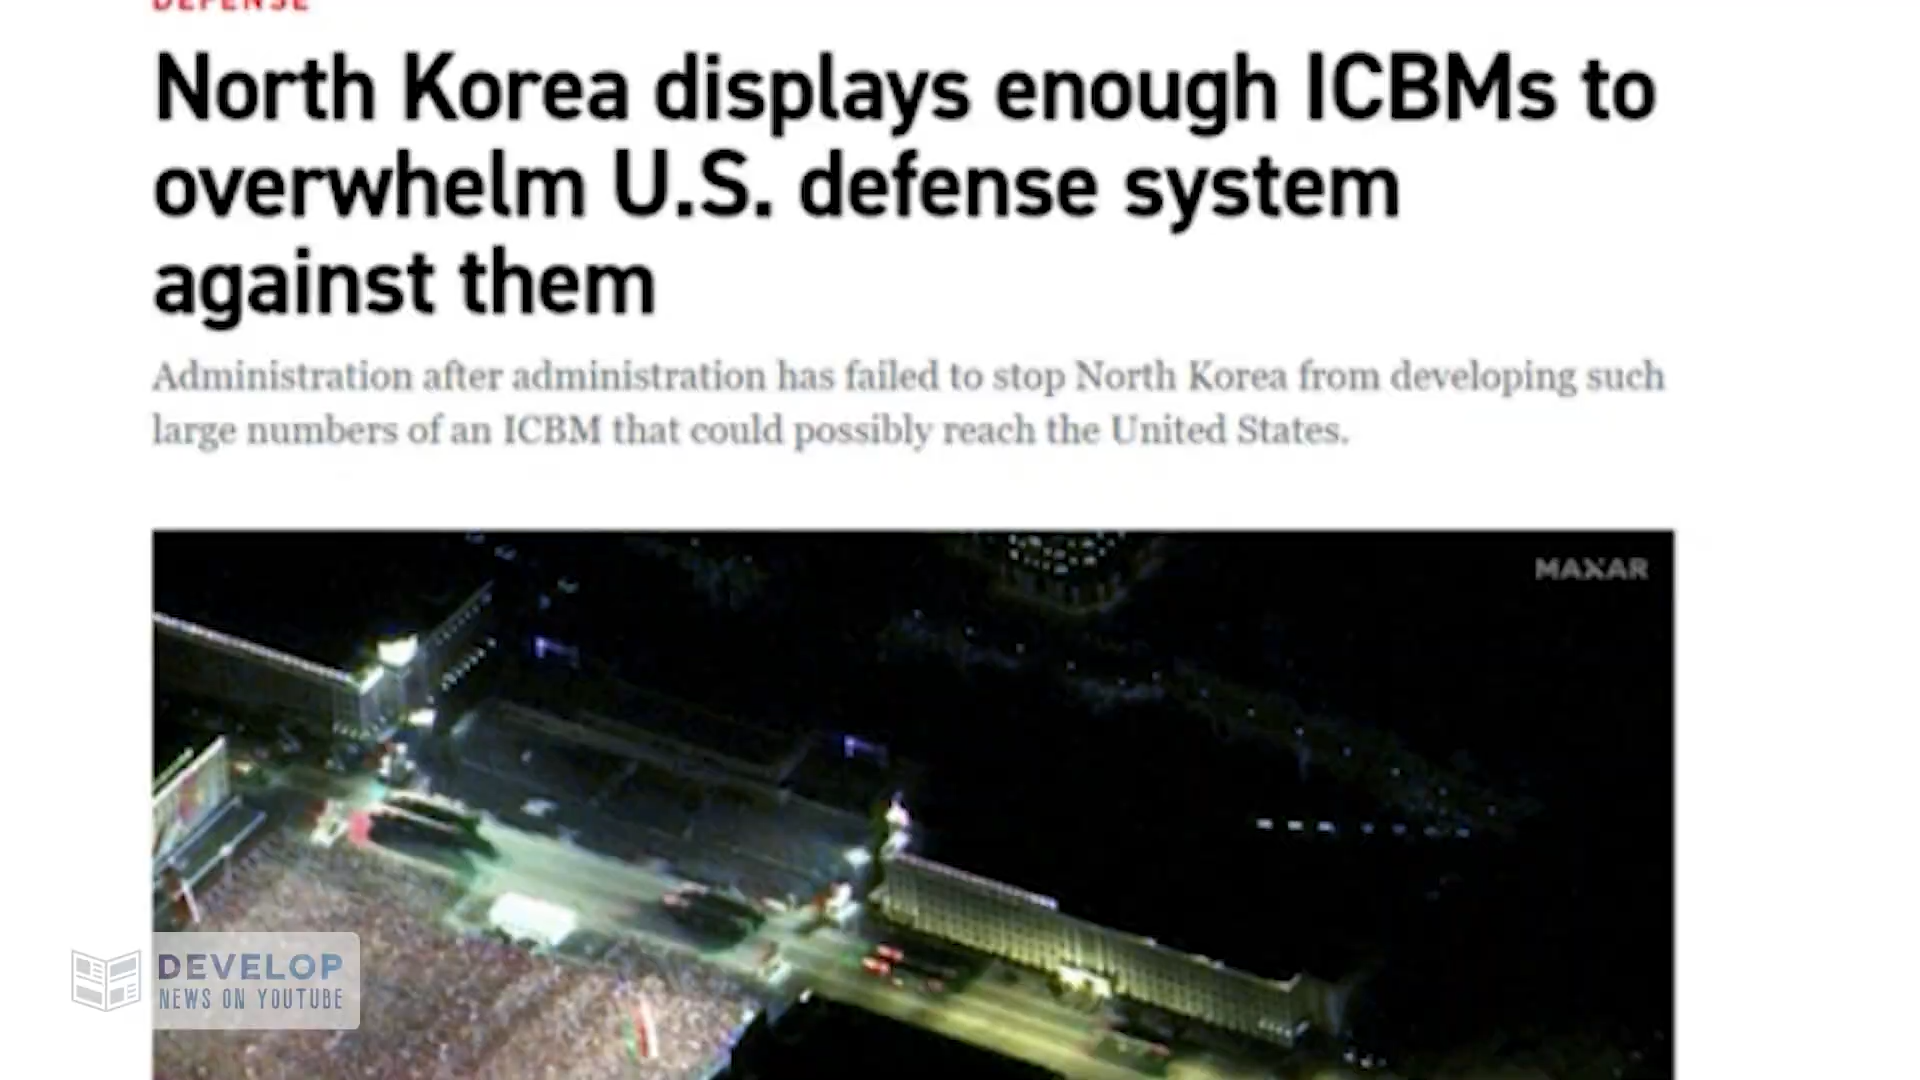 DEFENSE
North Korea displays enough ICBMs to
overwhelm U.S. defense system
against them
Administration after administration has failed to stop North Korea from developing such
large numbers of an ICBM that could possibly reach the United States.
MAXAR
DEVELOP
NEWS ON YOUTUBE